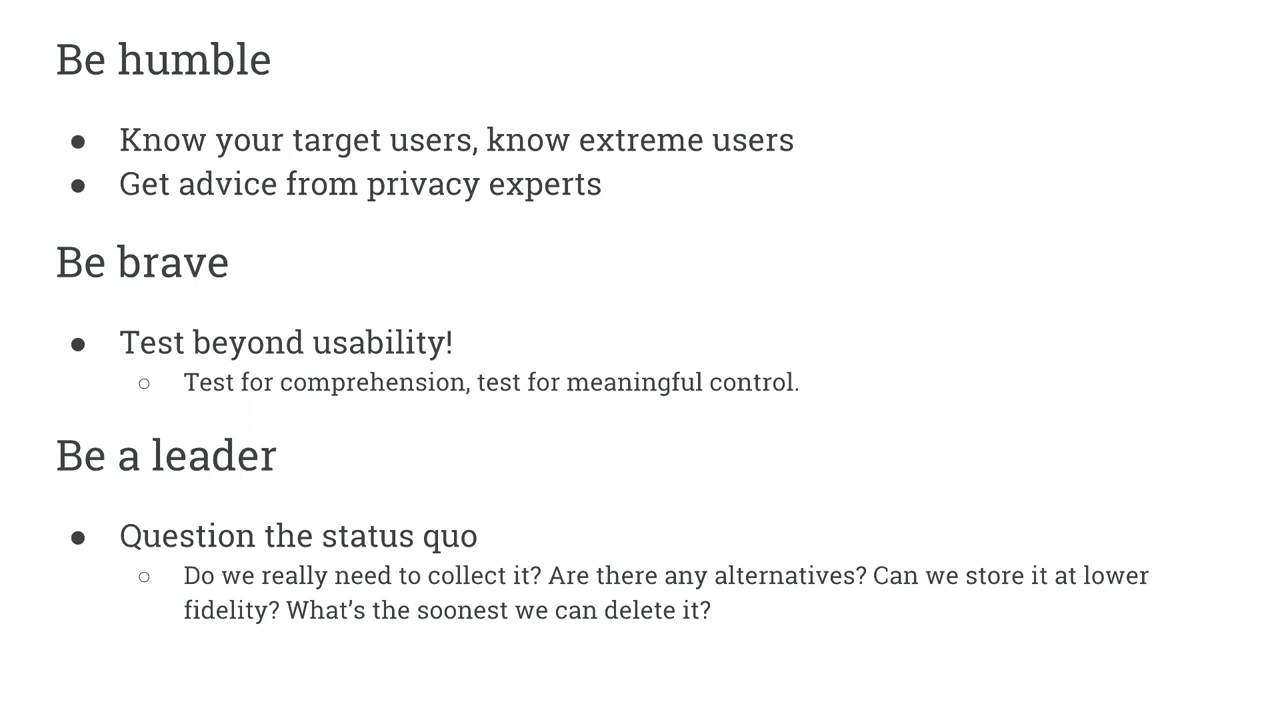 Be humble
● Know your target users, know extreme users
● Get advice from privacy experts
Be brave
● Test beyond usability!
○ Test for comprehension, test for meaningful control.
Be a leader
● Question the status quo
○ Do we really need to collect it? Are there any alternatives? Can we store it at lower
fidelity? What’s the soonest we can delete it?